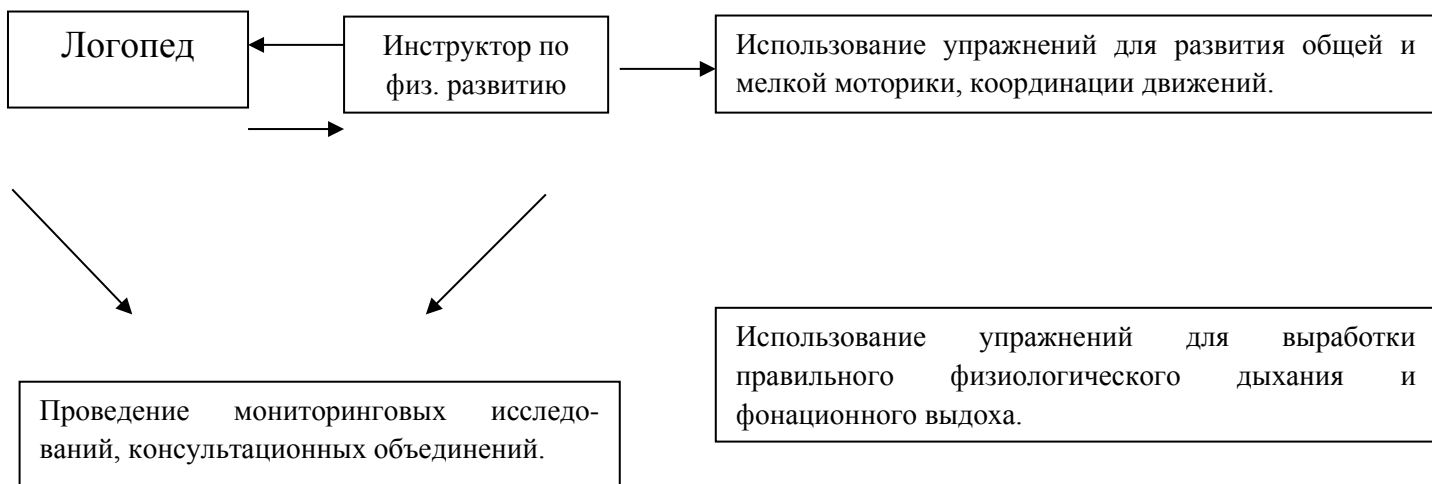 Логопед
Инструктор по
физ. развитию
Использование упражнений для развития общей и
мелкой моторики, координации движений.
Использование упражнений для выработки
правильного физиологического дыхания и
фонационного выдоха.
Проведение мониторинговых исследо-
ваний, консультационных объединений.